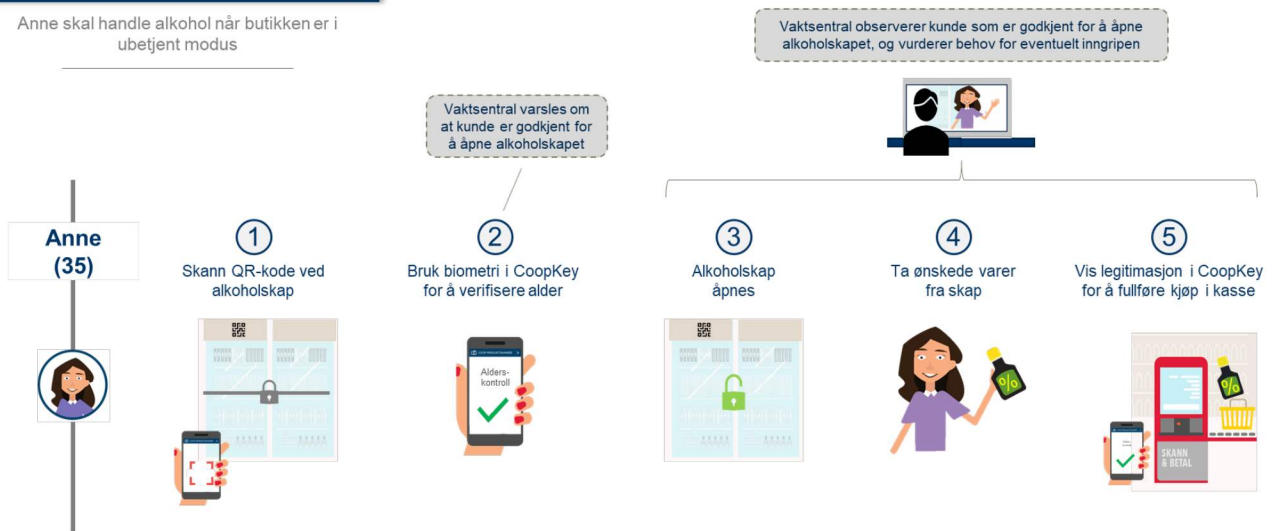 Anne skal handle alkohol når butikken er i
ubetjent modus
Vaktsentral observerer kunde som er godkjent for å åpne
alkoholskapet, og vurderer behov for eventuelt inngripen
Vaktsentral varsles om
at kunde er godkjent for
å åpne alkoholskapet
Anne
(35)
1
Skann QR-kode ved
alkoholskap
2
Bruk biometri i CoopKey
for å verifisere alder
3
Alkoholskap
åpnes
4
Ta ønskede varer
fra skap
5
Vis legitimasjon i CoopKey
for å fullføre kjøp i kasse
Alders-
kontroll
%
%
SKANN
& BETAL